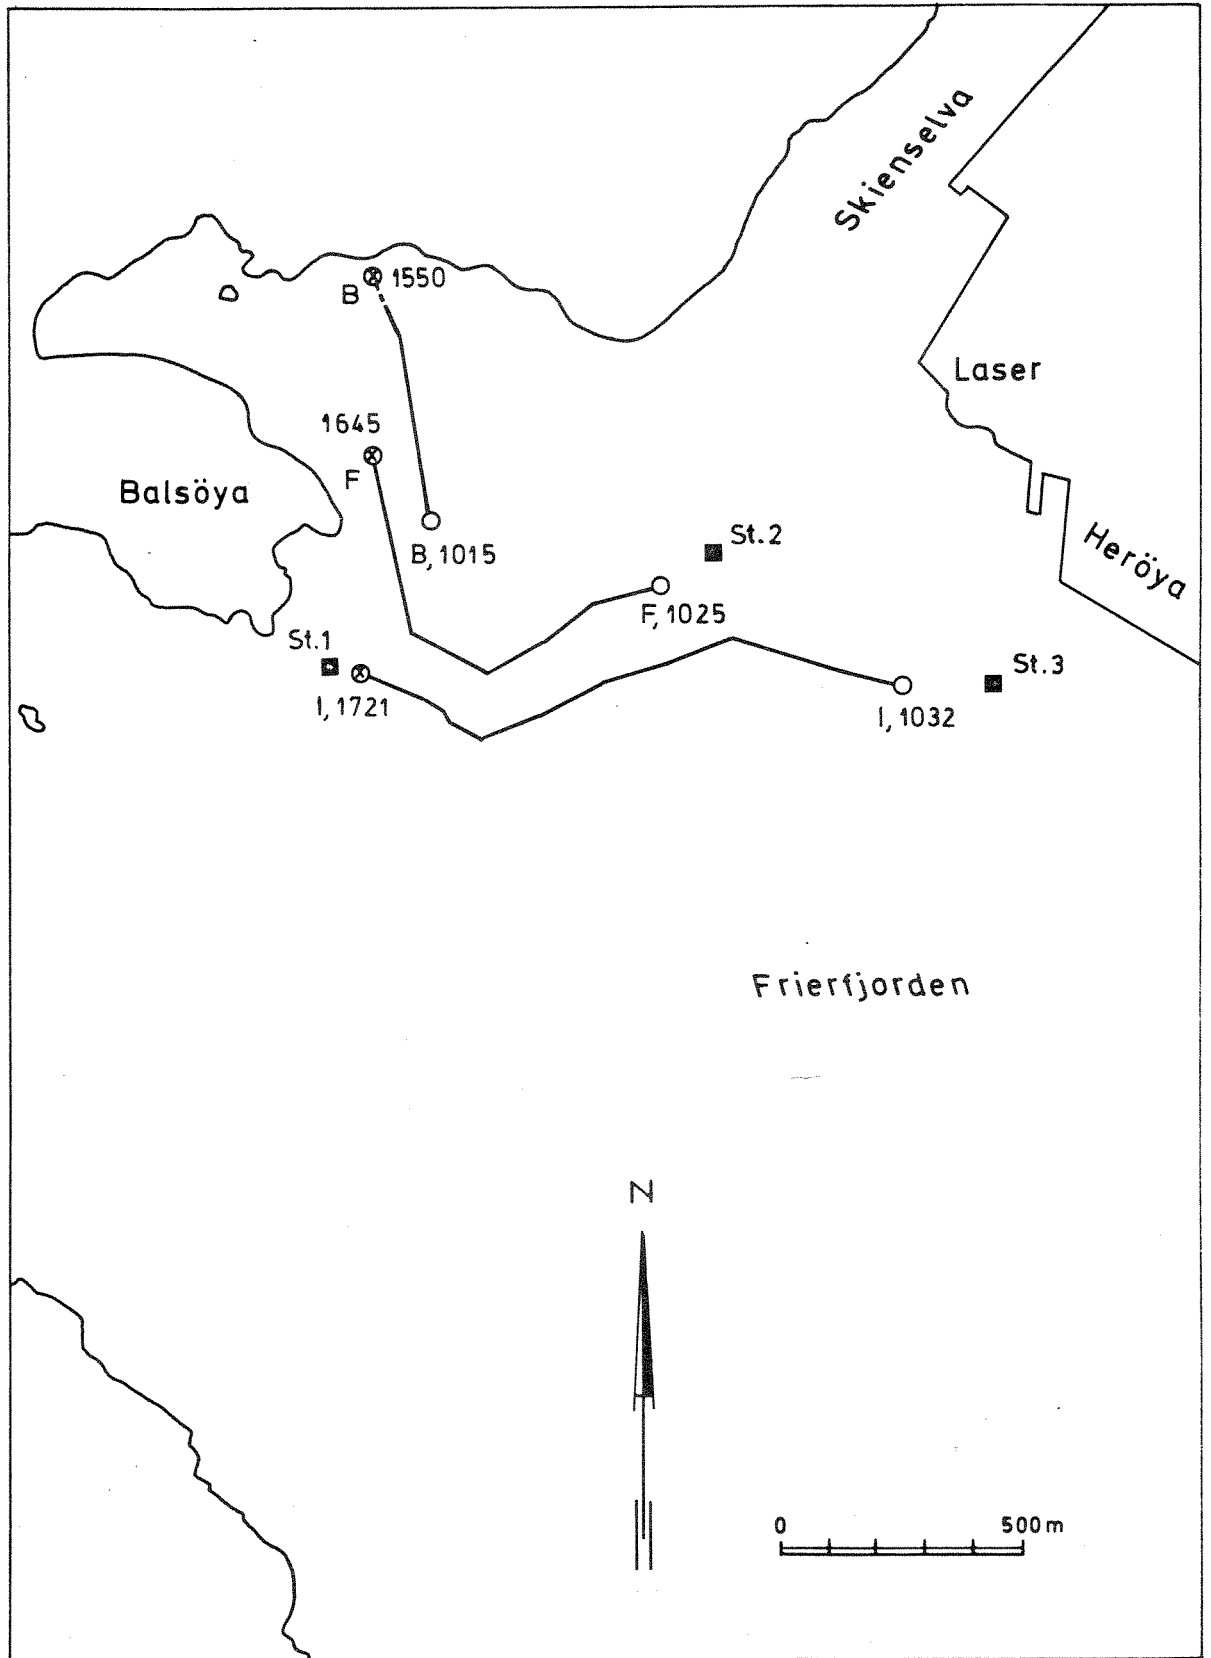 Skienselva
1550
B
Laser
1645
F
Balsöya
B, 1015
St.2
Heröya
F, 1025
St.1
St.3
I, 1721
I, 1032
Frierfjorden
N
0 500 m